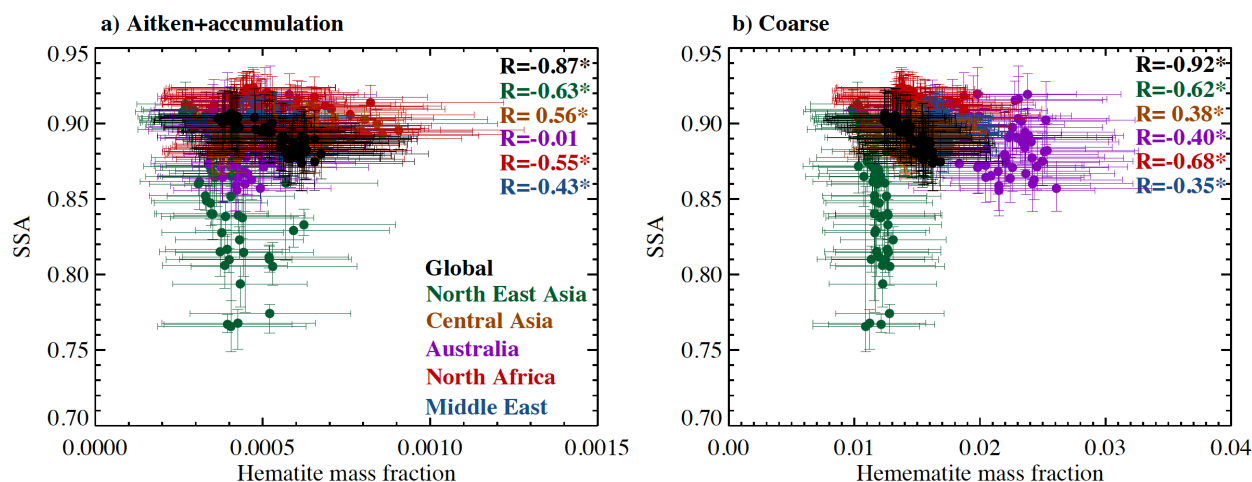 a) Aitken+accumulation
0.95
0.90
0.85
0.80
0.75
0.70
SSA
R=-0.87*
R=-0.63*
R= 0.56*
R=-0.01
R=-0.55*
R=-0.43*
Global
North East Asia
Central Asia
Australia
North Africa
Middle East
0.0000 0.0005 0.0010 0.0015
Hematite mass fraction
b) Coarse
0.95
0.90
0.85
0.80
0.75
0.70
SSA
R=-0.92*
R=-0.62*
R= 0.38*
R=-0.40*
R=-0.68*
R=-0.35*
0.00 0.01 0.02 0.03 0.04
Hemematite mass fraction